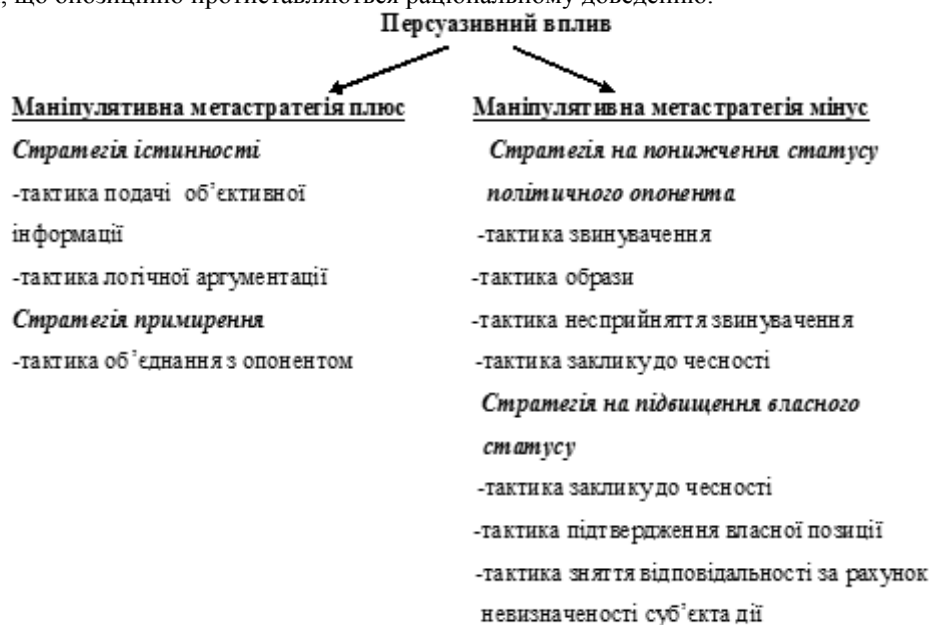 , що опозиційно протиставляються раціональному доведенню.
Персуазивний вплив
Маніпулятивна метастратегія плюс
Стратегія істинності
-тактика подачі об’єктивної
інформації
-тактика логічної аргументації
Стратегія примирення
-тактика об’єднання з опонентом
Маніпулятивна метастратегія мінус
Стратегія на понижчення статусу
політичного опонента
-тактика звинувачення
-тактика образи
-тактика несприйняття звинувачення
-тактика заклику до чесності
Стратегія на підвищення власного
статусу
-тактика заклику до чесності
-тактика підтвердження власної позиції
-тактика зняття відповідальності за рахунок
невизначеності суб’єкта дії